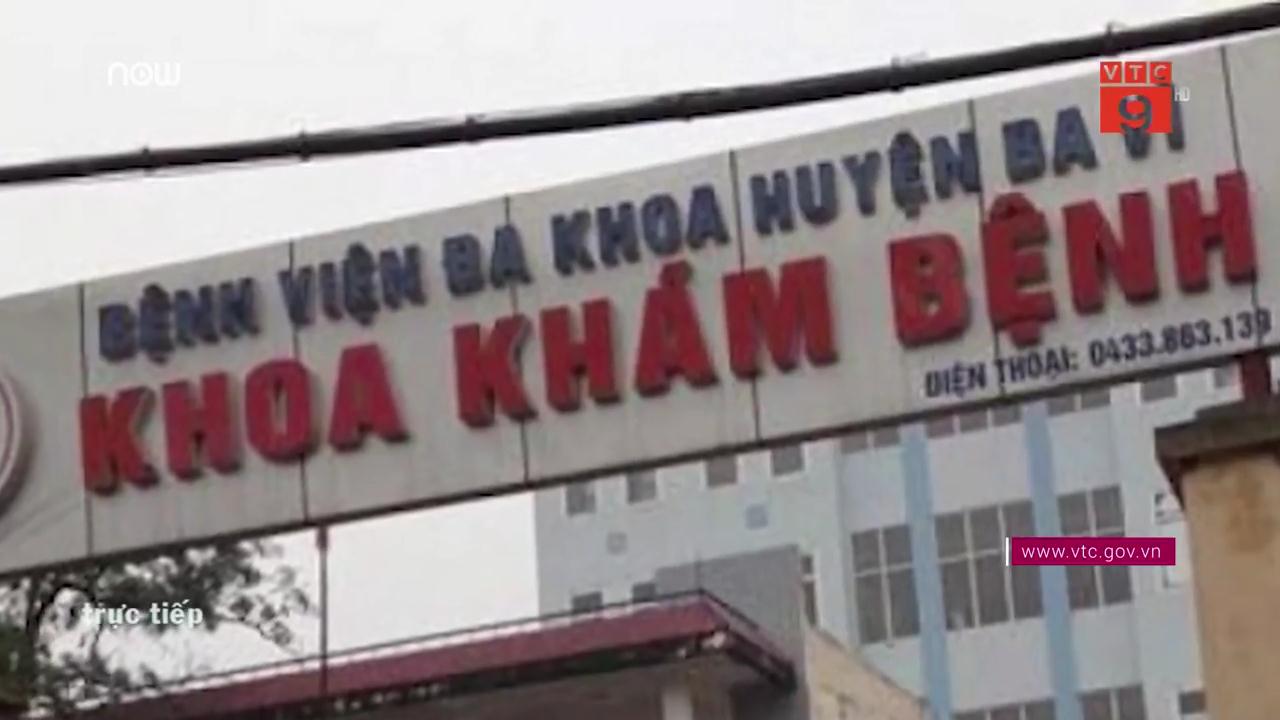 now
VTC
9
HD
BỆNH VIỆN ĐA KHOA HUYỆN BA VÌ
KHOA KHÁM BỆNH
ĐIỆN THOẠI: 0433.863.139
www.vtc.gov.vn
trực tiếp